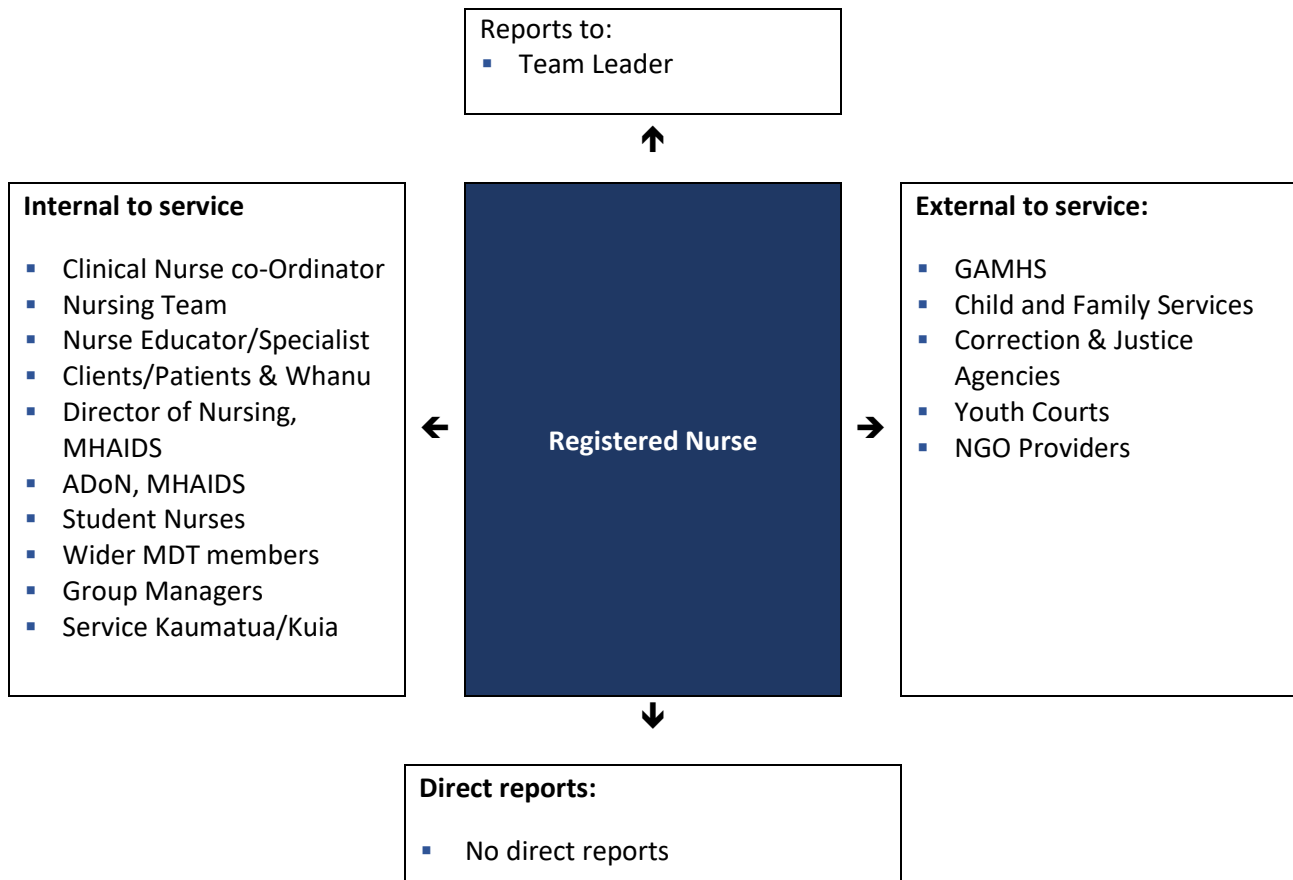 Reports to:
▪ Team Leader
Internal to service
▪ Clinical Nurse co-Ordinator
▪ Nursing Team
▪ Nurse Educator/Specialist
▪ Clients/Patients & Whanu
▪ Director of Nursing,
MHAIDS
▪ ADoN, MHAIDS
▪ Student Nurses
▪ Wider MDT members
▪ Group Managers
▪ Service Kaumatua/Kuia
Registered Nurse
External to service:
▪ GAMHS
▪ Child and Family Services
▪ Correction & Justice
Agencies
▪ Youth Courts
▪ NGO Providers
Direct reports:
▪ No direct reports